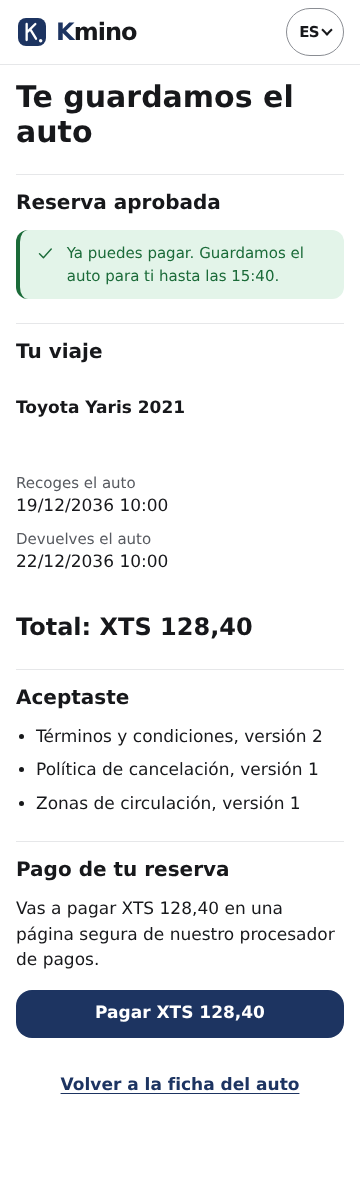 K. Kmino
ES
Te guardamos el
auto
Reserva aprobada
Ya puedes pagar. Guardamos el
auto para ti hasta las 15:40.
Tu viaje
Toyota Yaris 2021
Recoges el auto
19/12/2036 10:00
Devuelves el auto
22/12/2036 10:00
Total: XTS 128,40
Aceptaste
• Términos y condiciones, versión 2
• Política de cancelación, versión 1
• Zonas de circulación, versión 1
Pago de tu reserva
Vas a pagar XTS 128,40 en una
página segura de nuestro procesador
de pagos.
Pagar XTS 128,40
Volver a la ficha del auto